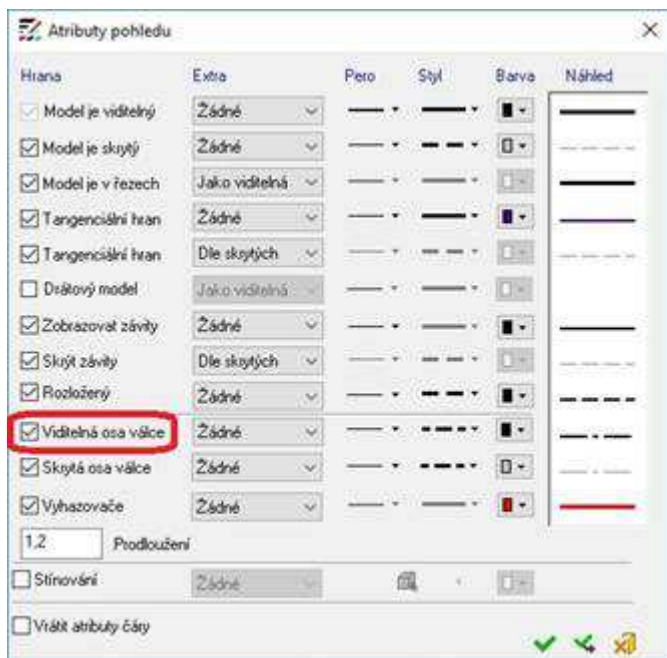 Atributy pohledu
Hrana Extra Pero Styl Barva Náhled
Model je viditelný Žádné
Model je skrytý Žádné
Model je v řezech Jako viditelná
Tangenciální hran Žádné
Tangenciální hran Dle skrytých
Drátový model Jako viditelná
Zobrazovat závity Žádné
Skrýt závity Dle skrytých
Rozložený Žádné
Viditelná osa válce Žádné
Skrytá osa válce Žádné
Vyhazovače Žádné
1,2 Prodloužení
Stínování Žádné
Vrátit atributy čáry